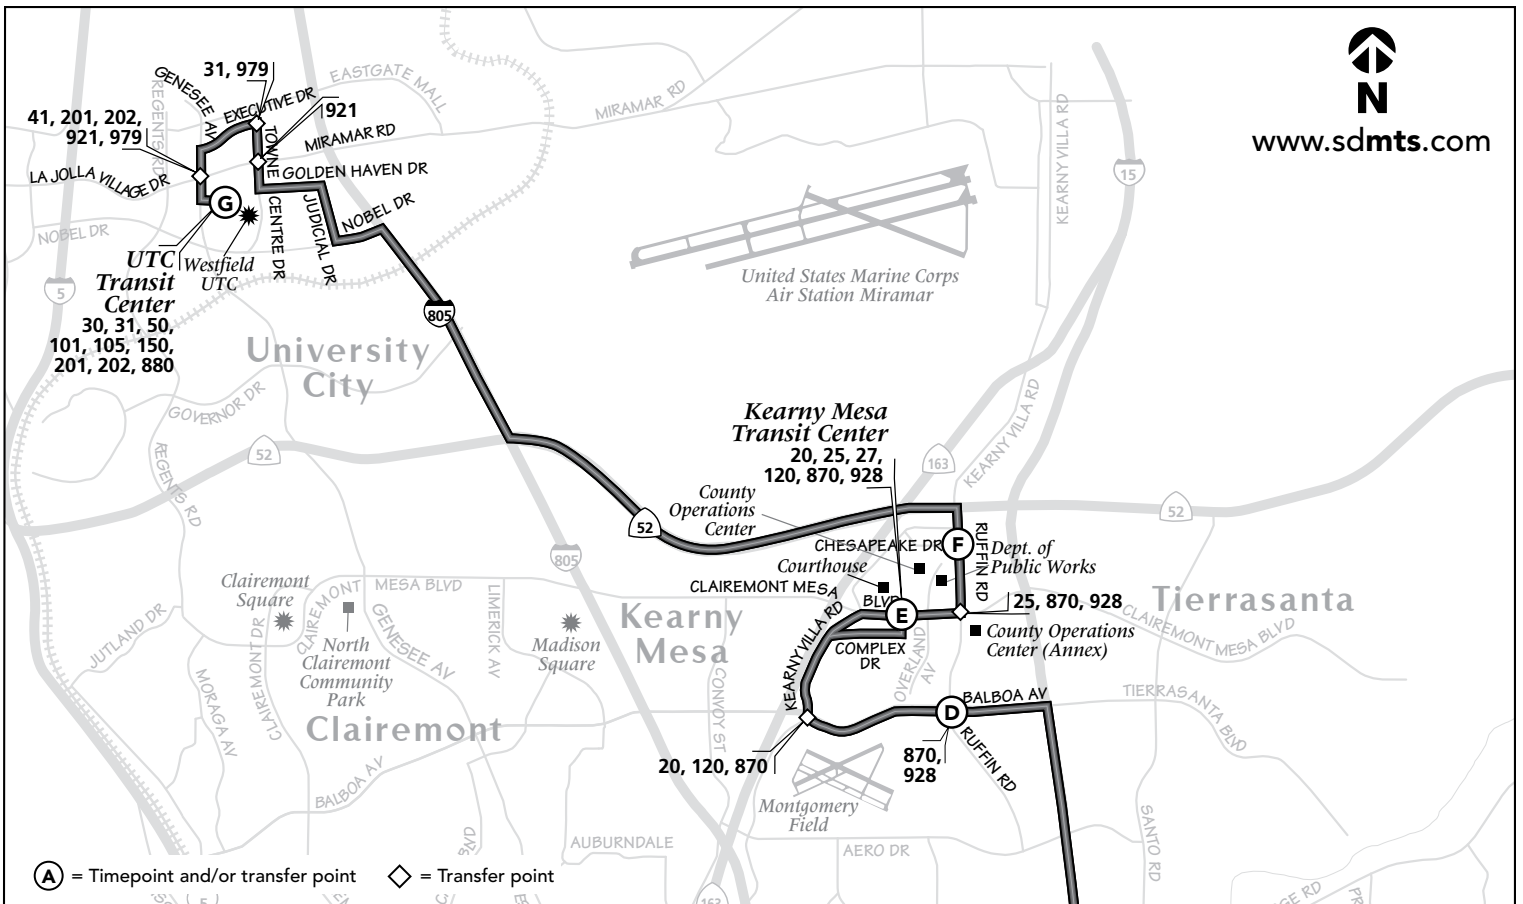 N
www.sdmts.com
31, 979
921
41, 201, 202,
921, 979
GENESEE AV
EXECUTIVE DR
EASTGATE MALL
REGENTS RD
TOWNE
CENTRE DR
MIRAMAR RD
MIRAMAR RD
KEARNY VILLA RD
15
LA JOLLA VILLAGE DR
GOLDEN HAVEN DR
G
JUDICIAL DR
NOBEL DR
NOBEL DR
UTC
Transit
Center
30, 31, 50,
101, 105, 150,
201, 202, 880
Westfield
UTC
5
805
United States Marine Corps
Air Station Miramar
University
City
GOVERNOR DR
52
REGENTS RD
Kearny Mesa
Transit Center
20, 25, 27,
120, 870, 928
163
KEARNY VILLA RD
County
Operations
Center
52
52
CHESAPEAKE DR
F
RUFFIN RD
Dept. of
Public Works
Courthouse
805
CLAIREMONT MESA
BLVD
E
25, 870, 928
County Operations
Center (Annex)
Tierrasanta
CLAIREMONT MESA BLVD
Clairemont
Square
CLAIREMONT
MESA BLVD
JUTLAND DR
CLAIREMONT DR
North
Clairemont
Community
Park
GENESEE AV
LIMERICK AV
Madison
Square
Kearny
Mesa
KEARNY VILLA RD
COMPLEX
DR
OVERLAND
AV
MORAGA AV
Clairemont
CONVOY ST
D
BALBOA AV
TIERRASANTA BLVD
20, 120, 870
870,
928
RUFFIN RD
BALBOA AV
Montgomery
Field
AUBURNDALE
AERO DR
SANTO RD
A = Timepoint and/or transfer point
= Transfer point
163
5